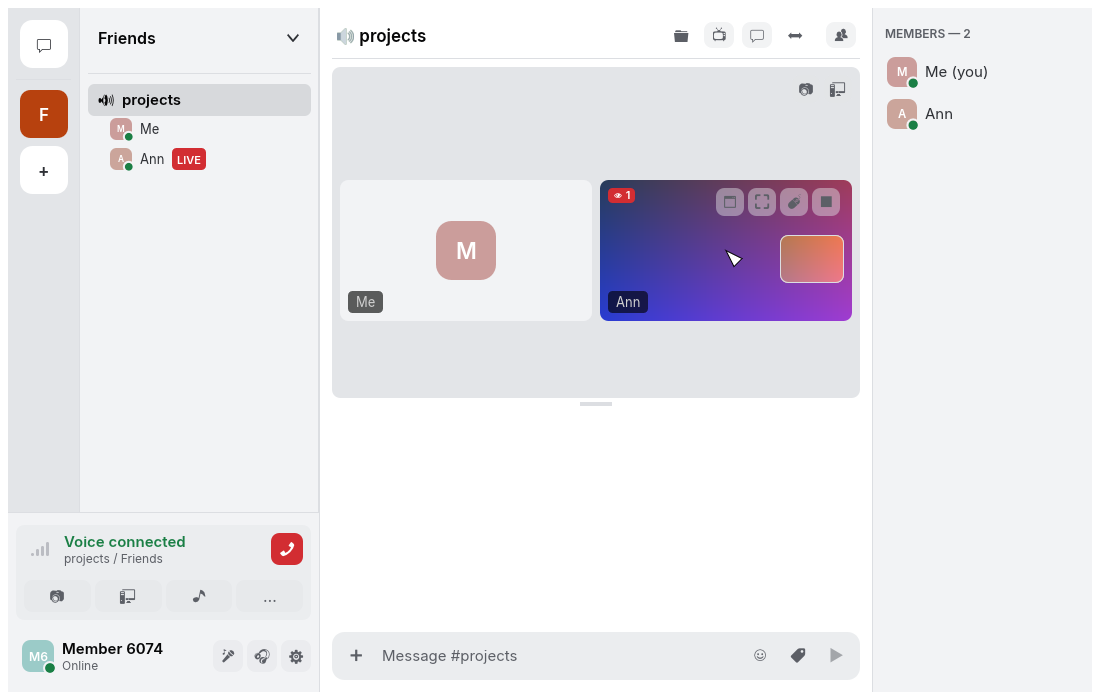 Friends
F
+
projects
M
Me
A
Ann
LIVE
Voice connected
projects / Friends
...
M6
Member 6074
Online
projects
M
Me
1
Ann
+
Message #projects
MEMBERS — 2
M
Me (you)
A
Ann